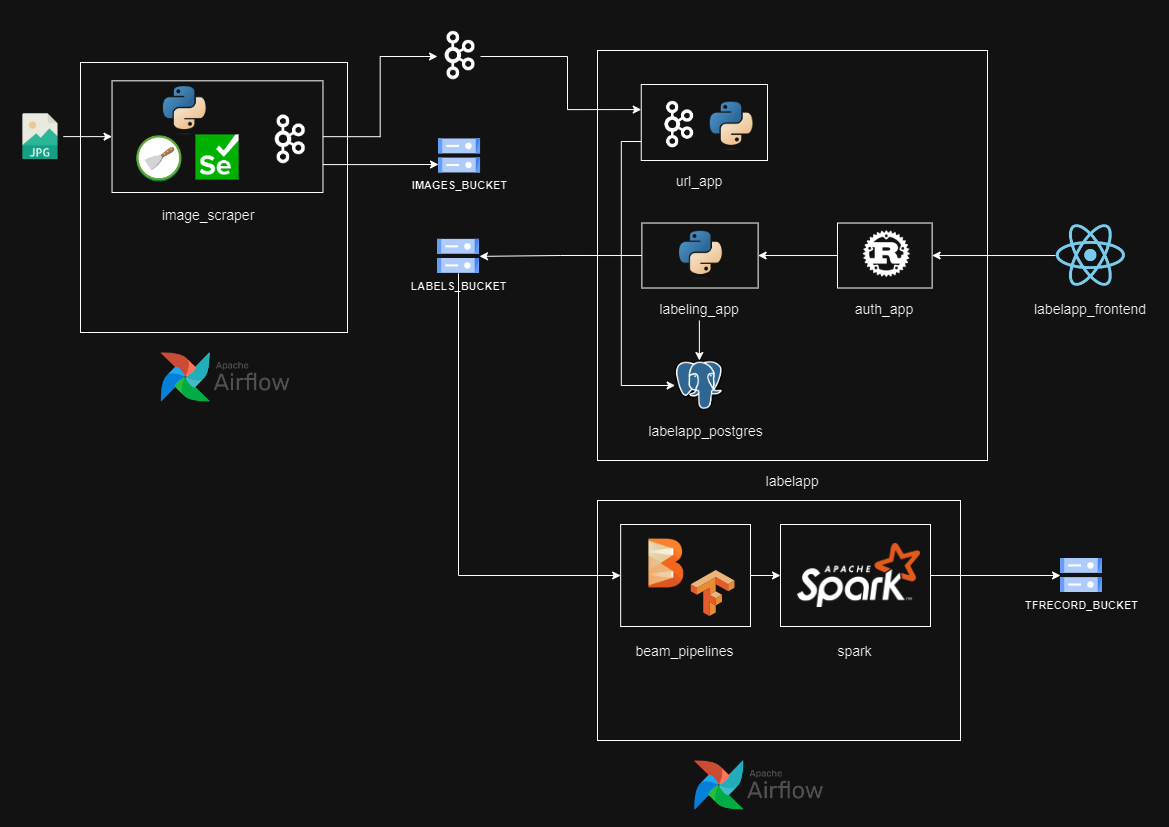 JPG
Se
image_scraper
Apache
Airflow
IMAGES_BUCKET
LABELS_BUCKET
url_app
labeling_app
auth_app
labelapp_frontend
labelapp_postgres
labelapp
APACHE
Spark
TM
beam_pipelines
spark
TFRECORD_BUCKET
Apache
Airflow